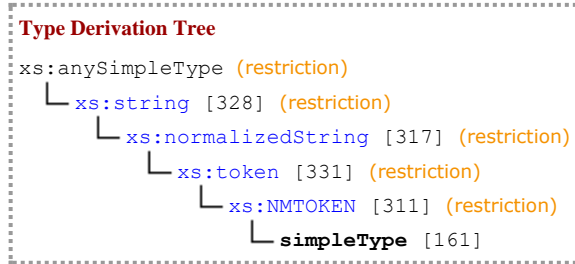 Type Derivation Tree
xs:anySimpleType (restriction)
xs:string [328] (restriction)
xs:normalizedString [317] (restriction)
xs:token [331] (restriction)
xs:NMTOKEN [311] (restriction)
simpleType [161]